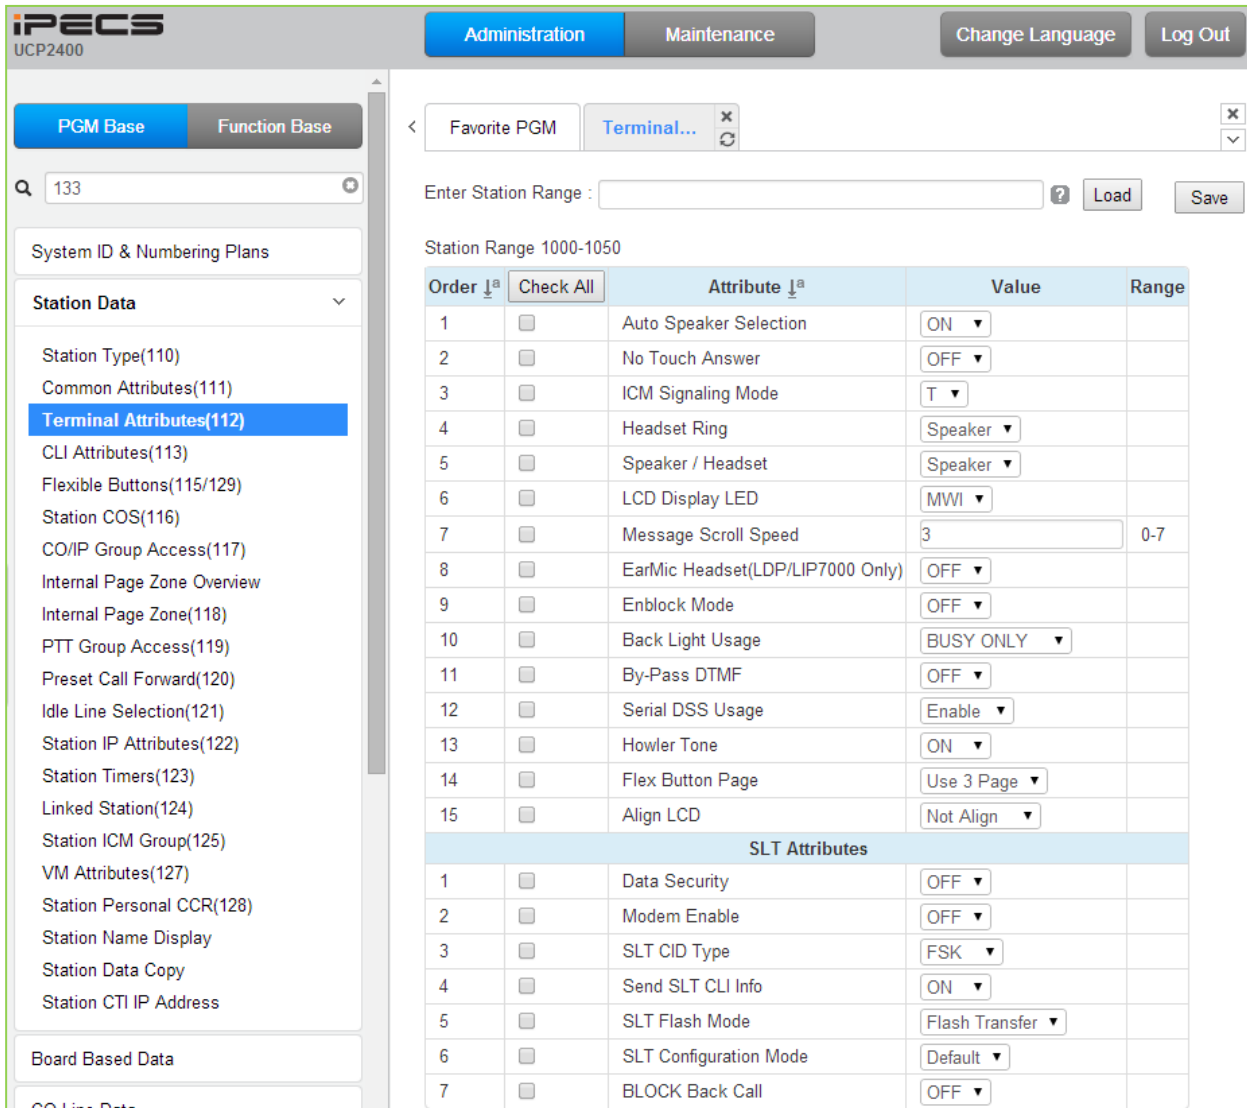 iPECS
UCP2400
Administration
Maintenance
Change Language
Log Out
PGM Base
Function Base
133
System ID & Numbering Plans
Station Data
Station Type(110)
Common Attributes(111)
Terminal Attributes(112)
CLI Attributes(113)
Flexible Buttons(115/129)
Station COS(116)
CO/IP Group Access(117)
Internal Page Zone Overview
Internal Page Zone(118)
PTT Group Access(119)
Preset Call Forward(120)
Idle Line Selection(121)
Station IP Attributes(122)
Station Timers(123)
Linked Station(124)
Station ICM Group(125)
VM Attributes(127)
Station Personal CCR(128)
Station Name Display
Station Data Copy
Station CTI IP Address
Board Based Data
Favorite PGM
Terminal...
Enter Station Range :
? Load Save
Station Range 1000-1050
Order Check All Attribute Value Range
1 Auto Speaker Selection ON
2 No Touch Answer OFF
3 ICM Signaling Mode T
4 Headset Ring Speaker
5 Speaker / Headset Speaker
6 LCD Display LED MWI
7 Message Scroll Speed 3 0-7
8 EarMic Headset(LDP/LIP7000 Only) OFF
9 Enblock Mode OFF
10 Back Light Usage BUSY ONLY
11 By-Pass DTMF OFF
12 Serial DSS Usage Enable
13 Howler Tone ON
14 Flex Button Page Use 3 Page
15 Align LCD Not Align
SLT Attributes
1 Data Security OFF
2 Modem Enable OFF
3 SLT CID Type FSK
4 Send SLT CLI Info ON
5 SLT Flash Mode Flash Transfer
6 SLT Configuration Mode Default
7 BLOCK Back Call OFF